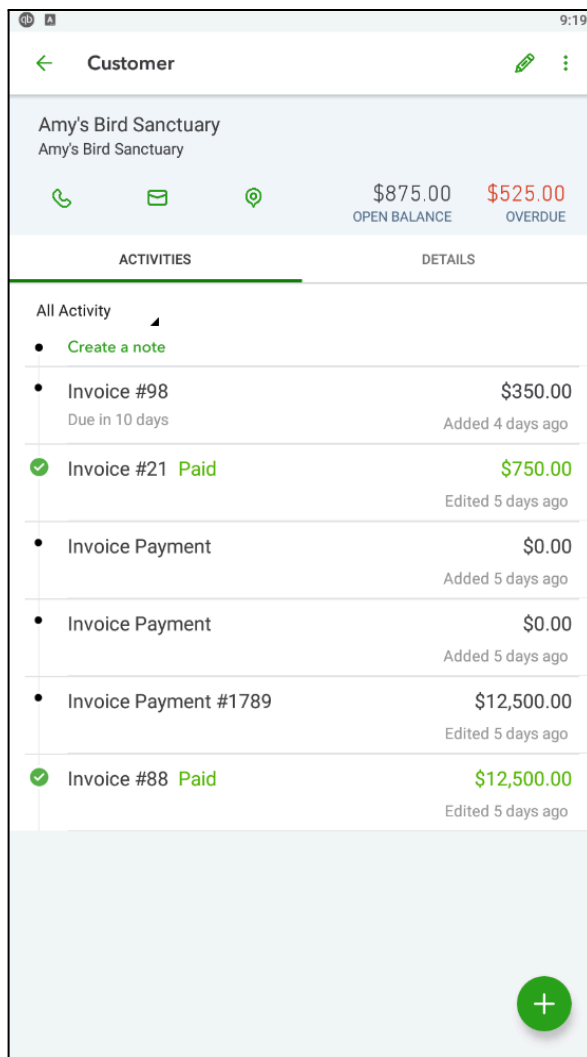 qb A 9:19
Customer
Amy's Bird Sanctuary
Amy's Bird Sanctuary
$875.00 $525.00
OPEN BALANCE OVERDUE
ACTIVITIES DETAILS
All Activity
Create a note
Invoice #98 $350.00
Due in 10 days Added 4 days ago
Invoice #21 Paid $750.00
Edited 5 days ago
Invoice Payment $0.00
Added 5 days ago
Invoice Payment $0.00
Added 5 days ago
Invoice Payment #1789 $12,500.00
Edited 5 days ago
Invoice #88 Paid $12,500.00
Edited 5 days ago